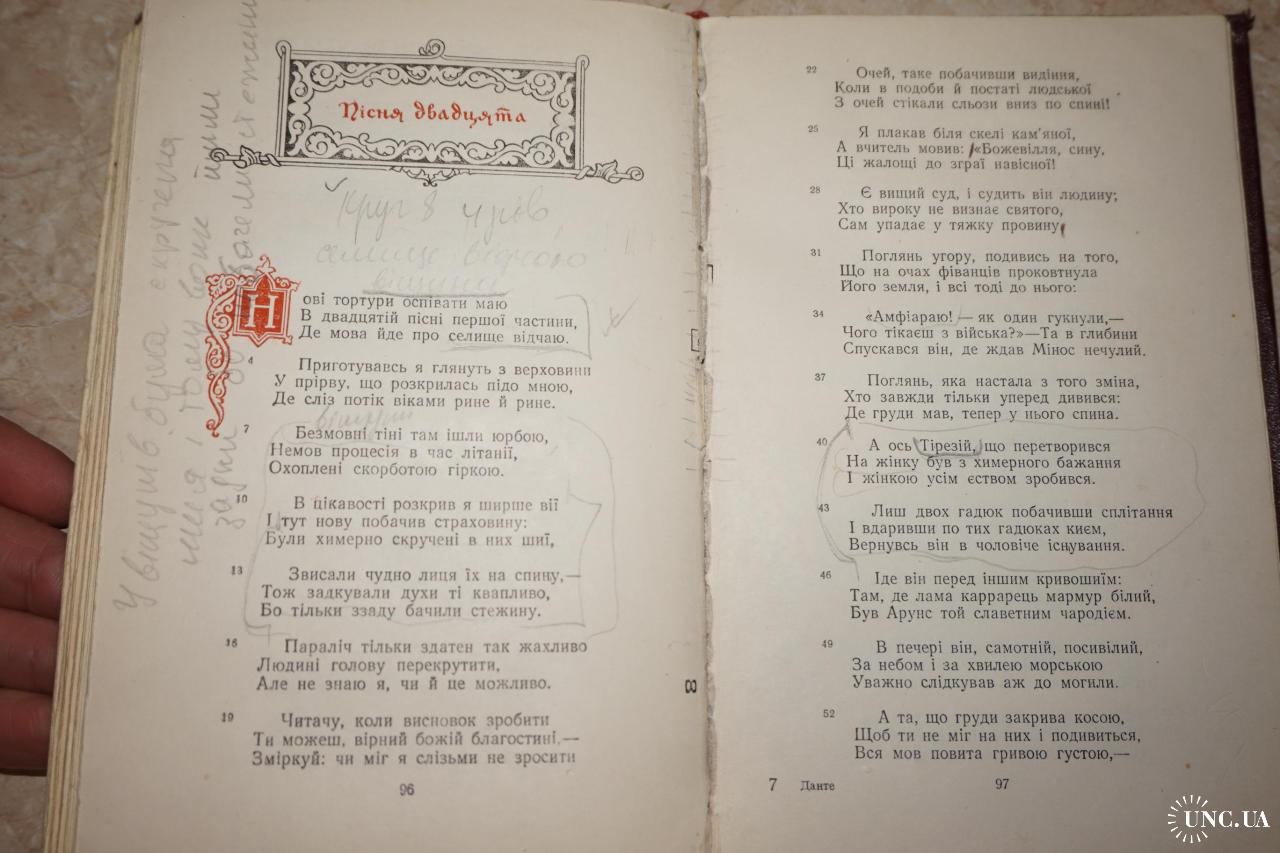 Пісня двадцята
Круг 8
селище відчаю
Нові тортури оспівати маю
В двадцятій пісні першої частини,
Де мова йде про селище відчаю.
4
Приготувавсь я глянуть з верховини
У прірву, що розкрилась підо мною,
Де сліз потік віками рине й рине.
7
Безмовні тіні там ішли юрбою,
Немов процесія в час літанії,
Охоплені скорботою гіркою.
10
В цікавості розкрив я ширше вії
І тут нову побачив страховину:
Були химерно скручені в них шиї,
13
Звисали чудно лиця їх на спину,—
Тож задкували духи ті квапливо,
Бо тільки ззаду бачили стежину.
16
Параліч тільки здатен так жахливо
Людині голову перекрутити,
Але не знаю я, чи й це можливо.
19
Читачу, коли висновок зробити
Ти можеш, вірний божій благостині,—
Зміркуй: чи міг я слізьми не зросити
96
22
Очей, таке побачивши видіння,
Коли в подоби й постаті людської
З очей стікали сльози вниз по спині!
25
Я плакав біля скелі кам'яної,
А вчитель мовив: «Божевілля, сину,
Ці жалощі до зграї навісної!
28
Є вищий суд, і судить він людину;
Хто вироку не визнає святого,
Сам упадає у тяжку провину
31
Поглянь угору, подивись на того,
Що на очах фіванців проковтнула
Його земля, і всі тоді до нього:
34
«Амфіараю! — як один гукнули,—
Чого тікаєш з війська?»—Та в глибини
Спускався він, де ждав Мінос нечулий.
37
Поглянь, яка настала з того зміна,
Хто завжди тільки уперед дивився:
Де груди мав, тепер у нього спина.
40
А ось Тірезій, що перетворився
На жінку був з химерного бажання
І жінкою усім єством зробився.
43
Лиш двох гадюк побачивши сплітання
І вдаривши по тих гадюках києм,
Вернувсь він в чоловіче існування.
46
Іде він перед іншим кривошиїм:
Там, де лама каррарець мармур білий,
Був Арунс той славетним чародієм.
49
В печері він, самотній, посивілий,
За небом і за хвилею морською
Уважно слідкував аж до могили.
52
А та, що груди закрива косою,
Щоб ти не міг на них і подивиться,
Вся мов повита гривою густою,—
7 Данте
97
UNC.UA